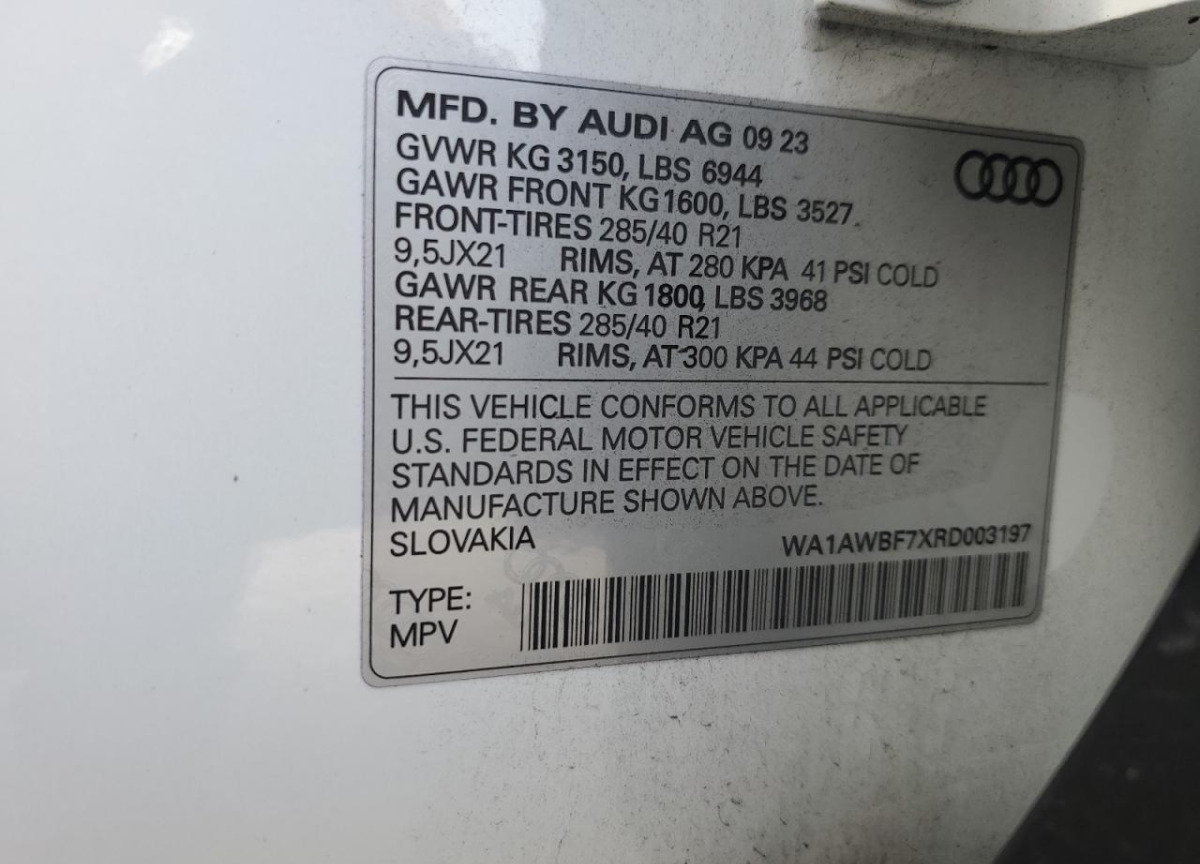 MFD. BY AUDI AG 09 23
GVWR KG 3150, LBS 6944
GAWR FRONT KG 1600, LBS 3527
FRONT-TIRES 285/40 R21
9,5JX21 RIMS, AT 280 KPA 41 PSI COLD
GAWR REAR KG 1800, LBS 3968
REAR-TIRES 285/40 R21
9,5JX21 RIMS, AT 300 KPA 44 PSI COLD
THIS VEHICLE CONFORMS TO ALL APPLICABLE
U.S. FEDERAL MOTOR VEHICLE SAFETY
STANDARDS IN EFFECT ON THE DATE OF
MANUFACTURE SHOWN ABOVE.
SLOVAKIA WA1AWBF7XRD003197
TYPE:
MPV